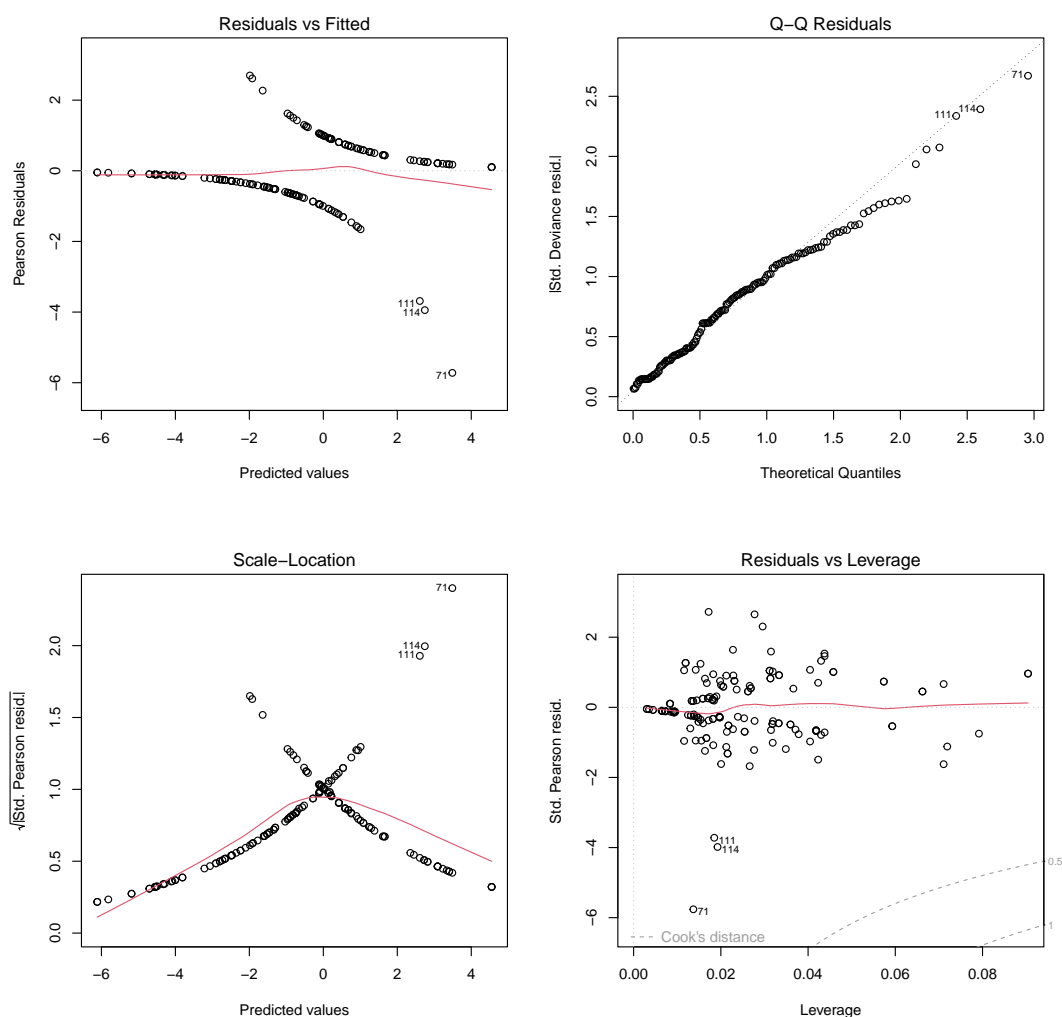 Residuals vs Fitted
Pearson Residuals
2
0
−2
−4
−6
111
114
71
−6 −4 −2 0 2 4
Predicted values
Q−Q Residuals
|Std. Deviance resid.|
2.5
2.0
1.5
1.0
0.5
0.0
71
111 114
0.0 0.5 1.0 1.5 2.0 2.5 3.0
Theoretical Quantiles
Scale−Location
√|Std. Pearson resid.|
2.0
1.5
1.0
0.5
0.0
71
114
111
−6 −4 −2 0 2 4
Predicted values
Residuals vs Leverage
Std. Pearson resid.
2
0
−2
−4
−6
111
114
71
0.5
1
Cook's distance
0.00 0.02 0.04 0.06 0.08
Leverage